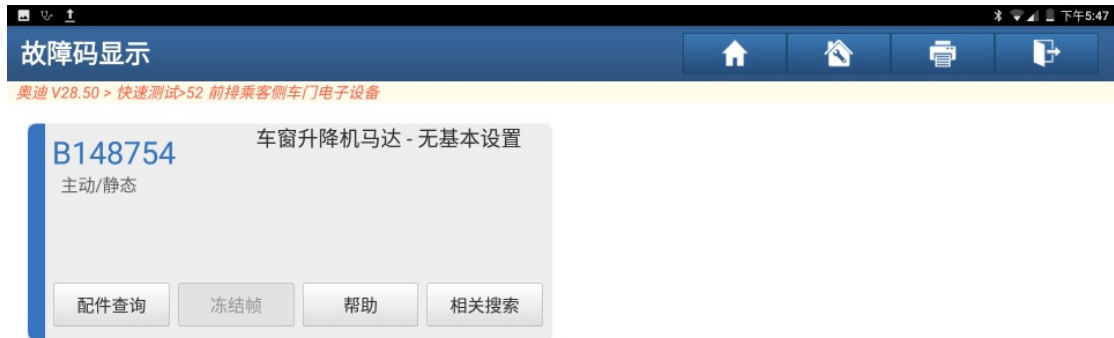 下午5:47
故障码显示
奥迪 V28.50 > 快速测试>52 前排乘客侧车门电子设备
B148754
车窗升降机马达 - 无基本设置
主动/静态
配件查询 冻结帧 帮助 相关搜索